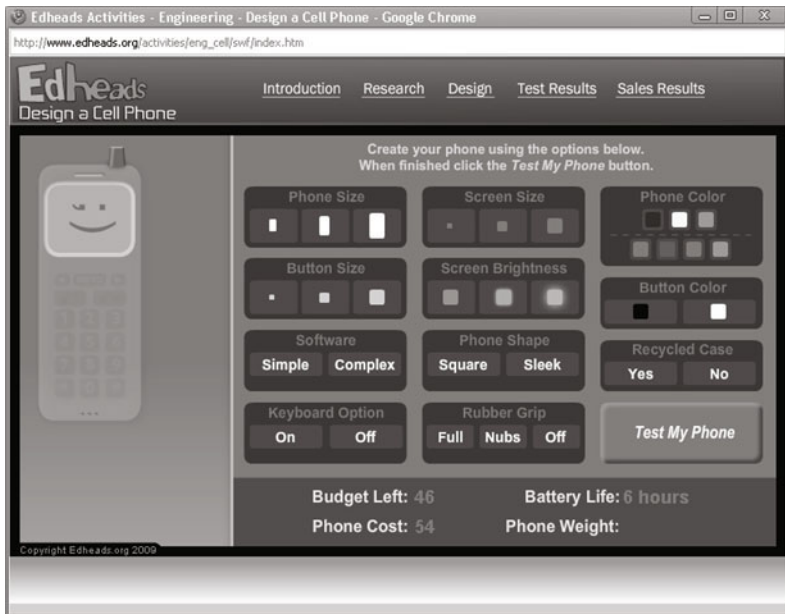 Edheads Activities - Engineering - Design a Cell Phone - Google Chrome
http://www.edheads.org/activities/eng_cell/swf/index.htm
Edheads
Design a Cell Phone
Introduction Research Design Test Results Sales Results
Create your phone using the options below.
When finished click the Test My Phone button.
Phone Size
Screen Size
Phone Color
Button Size
Screen Brightness
Button Color
Software
Simple Complex
Phone Shape
Square Sleek
Recycled Case
Yes No
Keyboard Option
On Off
Rubber Grip
Full Nubs Off
Test My Phone
Budget Left: 46
Battery Life: 6 hours
Phone Cost: 54
Phone Weight:
Copyright Edheads.org 2009